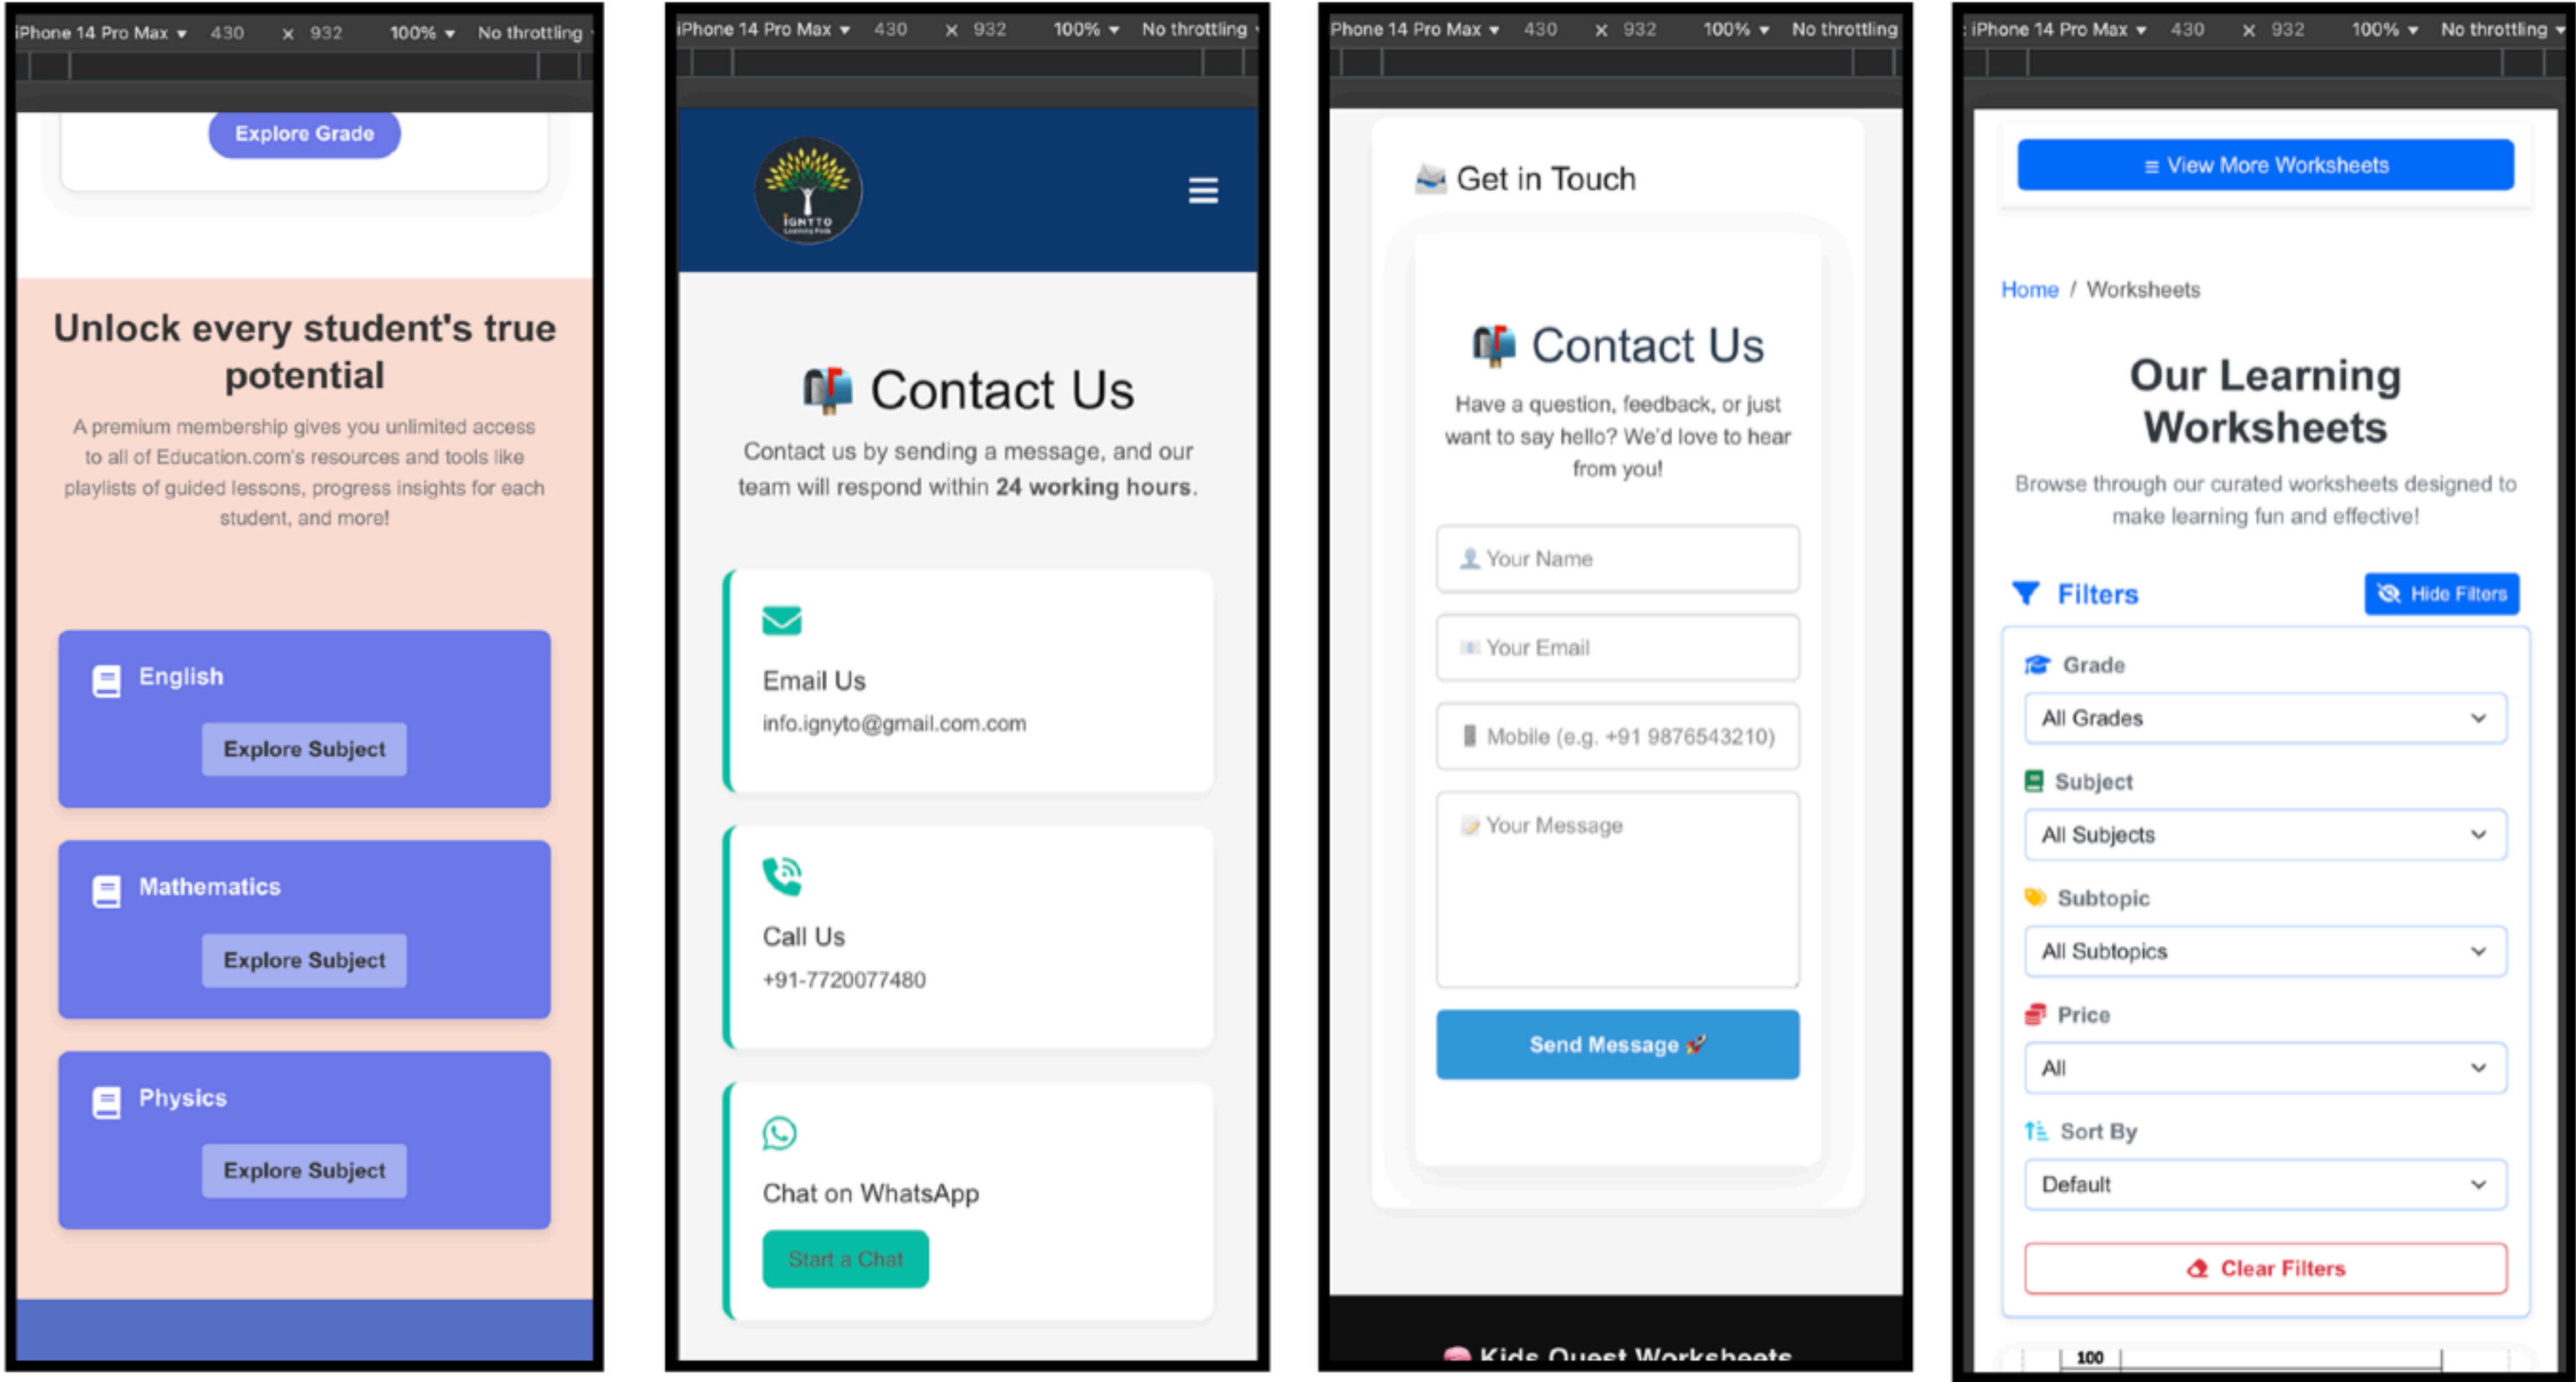 iPhone 14 Pro Max ▾ 430 × 932 100% ▾ No throttling
Explore Grade
Unlock every student's true
potential
A premium membership gives you unlimited access
to all of Education.com's resources and tools like
playlists of guided lessons, progress insights for each
student, and more!
English
Explore Subject
Mathematics
Explore Subject
Physics
Explore Subject
iPhone 14 Pro Max ▾ 430 × 932 100% ▾ No throttling
IGNYTO
Learning Pods
📬 Contact Us
Contact us by sending a message, and our
team will respond within 24 working hours.
Email Us
info.ignyto@gmail.com.com
Call Us
+91-7720077480
Chat on WhatsApp
Start a Chat
Phone 14 Pro Max ▾ 430 × 932 100% ▾ No throttling
📨 Get in Touch
📬 Contact Us
Have a question, feedback, or just
want to say hello? We'd love to hear
from you!
👤 Your Name
📧 Your Email
📱 Mobile (e.g. +91 9876543210)
📝 Your Message
Send Message 🚀
🧠 Kids Quest Worksheets
: iPhone 14 Pro Max ▾ 430 × 932 100% ▾ No throttling ▾
≡ View More Worksheets
Home / Worksheets
Our Learning
Worksheets
Browse through our curated worksheets designed to
make learning fun and effective!
Filters
Hide Filters
Grade
All Grades
Subject
All Subjects
Subtopic
All Subtopics
Price
All
Sort By
Default
Clear Filters
100